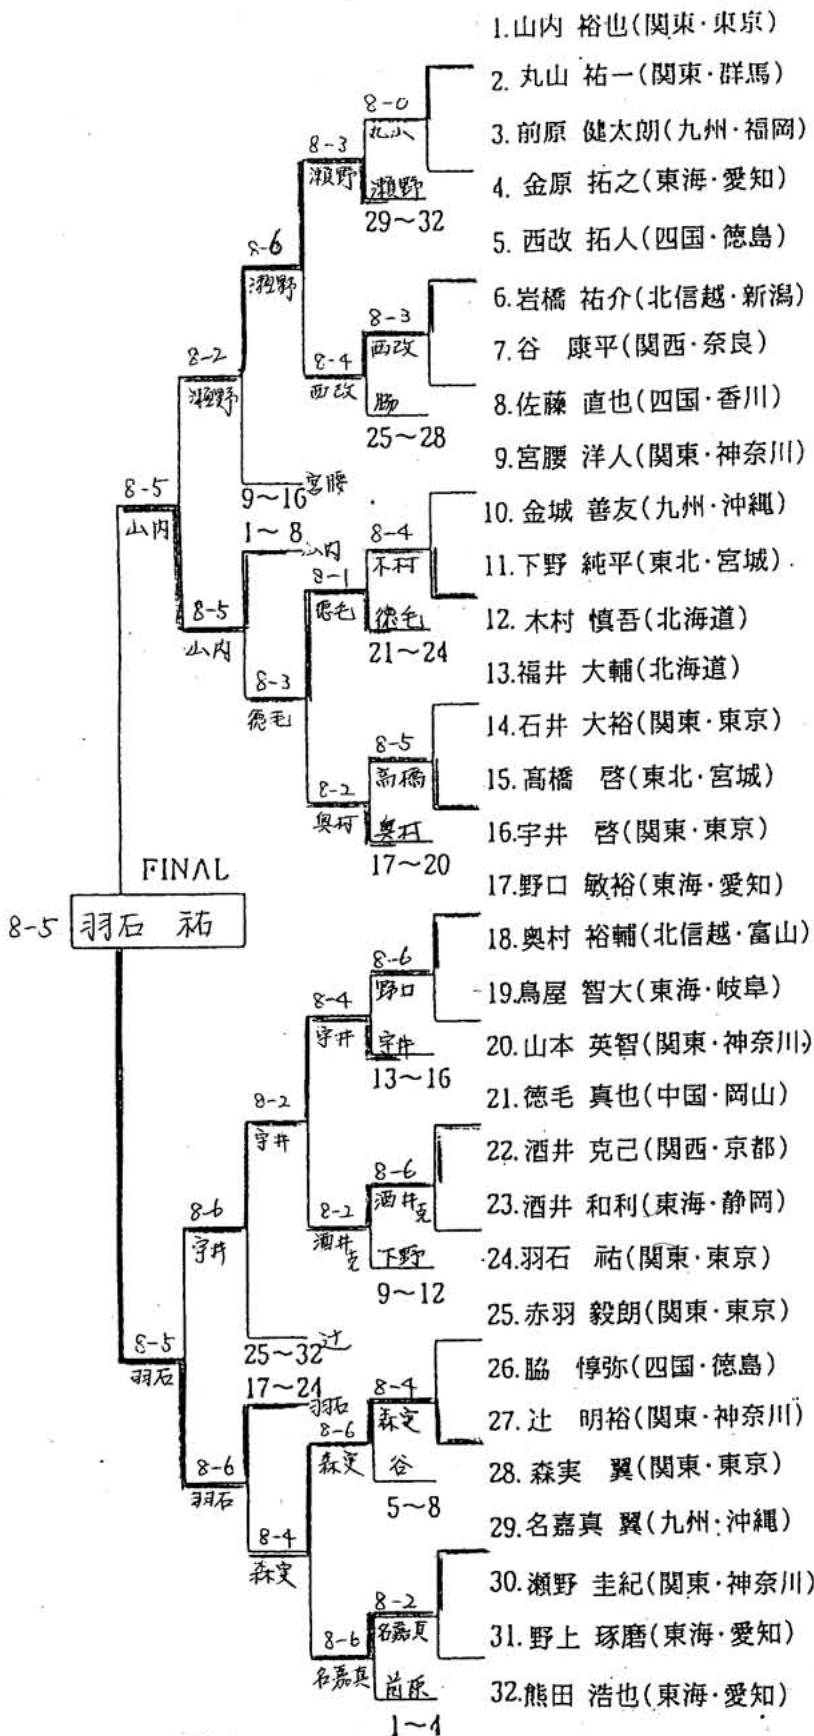 1.山内 裕也(関東・東京)
2. 丸山 祐一(関東・群馬)
3. 前原 健太朗(九州・福岡)
4. 金原 拓之(東海・愛知)
5. 西改 拓人(四国・徳島)
6.岩橋 祐介(北信越・新潟)
7. 谷 康平(関西・奈良)
8.佐藤 直也(四国・香川)
9.宮腰 洋人(関東・神奈川)
10. 金城 善友(九州・沖縄)
11.下野 純平(東北・宮城)
12. 木村 慎吾(北海道)
13.福井 大輔(北海道)
14.石井 大裕(関東・東京)
15. 髙橋 啓(東北・宮城)
16.宇井 啓(関東・東京)
17.野口 敏裕(東海・愛知)
18.奥村 裕輔(北信越・富山)
19.鳥屋 智大(東海・岐阜)
20.山本 英智(関東・神奈川)
21.徳毛 真也(中国・岡山)
22.酒井 克己(関西・京都)
23.酒井 和利(東海・静岡)
24.羽石 祐(関東・東京)
25.赤羽 毅朗(関東・東京)
26.脇 惇弥(四国・徳島)
27.辻 明裕(関東・神奈川)
28.森実 翼(関東・東京)
29.名嘉真 翼(九州・沖縄)
30.瀬野 圭紀(関東・神奈川)
31.野上 琢磨(東海・愛知)
32.熊田 浩也(東海・愛知)
8-0
丸山
8-3
瀬野
瀬野
29～32
8-6
瀬野
8-3
西改
8-4
西改
脇
25～28
8-2
瀬野
宮腰
9～16
8-5
山内
1～8
山内
8-4
木村
8-1
徳毛
徳毛
21～24
8-5
山内
8-3
徳毛
8-5
高橋
8-2
奥村
奥村
17～20
FINAL
8-5
羽石 祐
8-6
野口
8-4
宇井
宇井
13～16
8-2
宇井
8-6
酒井克
8-2
酒井克
下野
9～12
8-6
宇井
辻
25～32
8-5
羽石
17～24
羽石
8-4
森実
8-6
森実
谷
5～8
8-6
羽石
8-4
森実
8-2
名嘉真
8-6
名嘉真
前原
1～4